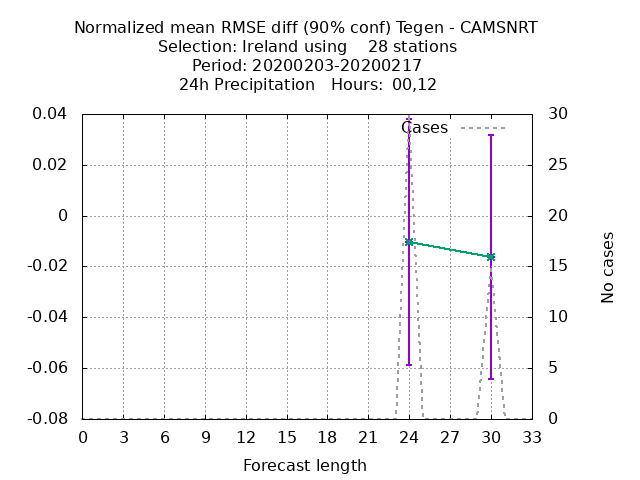 Normalized mean RMSE diff (90% conf) Tegen - CAMSNRT
Selection: Ireland using    28 stations
Period: 20200203-20200217
24h Precipitation   Hours:  00,12
Cases
0.04
0.02
0
-0.02
-0.04
-0.06
-0.08
30
25
20
15
10
5
0
No cases
0 3 6 9 12 15 18 21 24 27 30 33
Forecast length